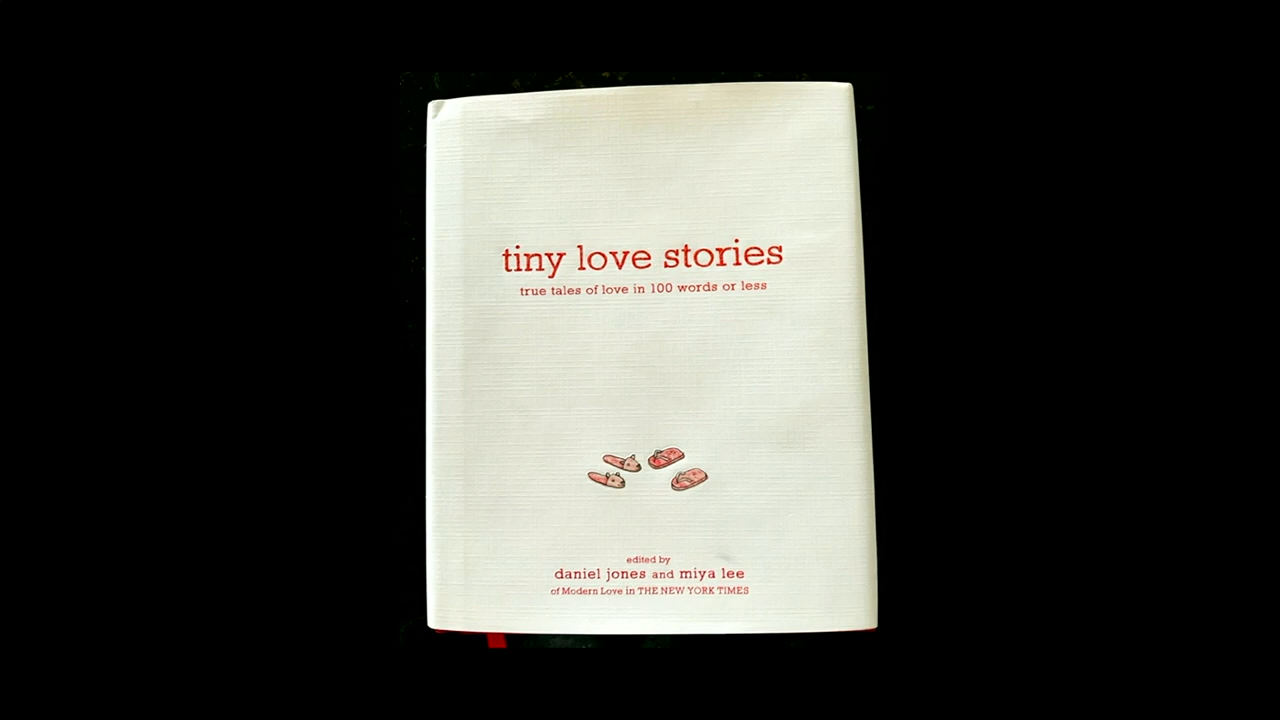 tiny love stories
true tales of love in 100 words or less
edited by
daniel jones and miya lee
of Modern Love in THE NEW YORK TIMES